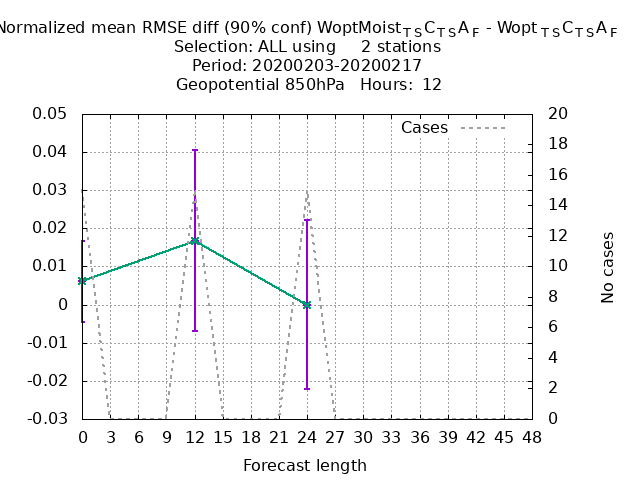 Normalized mean RMSE diff (90% conf) WoptMoist_TS C_TS A_F - Wopt_TS C_TS A_F
Selection: ALL using 2 stations
Period: 20200203-20200217
Geopotential 850hPa Hours: 12
Cases
0.05
0.04
0.03
0.02
0.01
0
-0.01
-0.02
-0.03
20
18
16
14
12
10
8
6
4
2
0
No cases
0 3 6 9 12 15 18 21 24 27 30 33 36 39 42 45 48
Forecast length